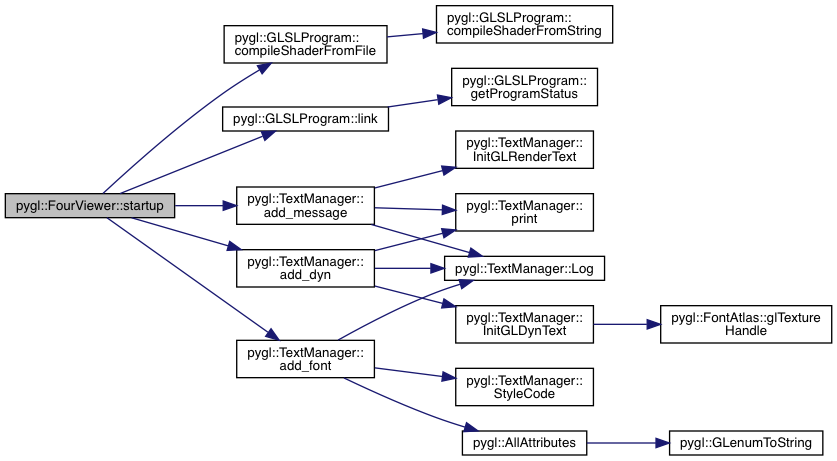 pygl::FourViewer::startup
pygl::GLSLProgram::
compileShaderFromFile
pygl::GLSLProgram::
compileShaderFromString
pygl::GLSLProgram::link
pygl::GLSLProgram::
getProgramStatus
pygl::TextManager::
add_message
pygl::TextManager::
InitGLRenderText
pygl::TextManager::
print
pygl::TextManager::
add_dyn
pygl::TextManager::Log
pygl::TextManager::
InitGLDynText
pygl::FontAtlas::glTexture
Handle
pygl::TextManager::
add_font
pygl::TextManager::
StyleCode
pygl::AllAttributes
pygl::GLenumToString